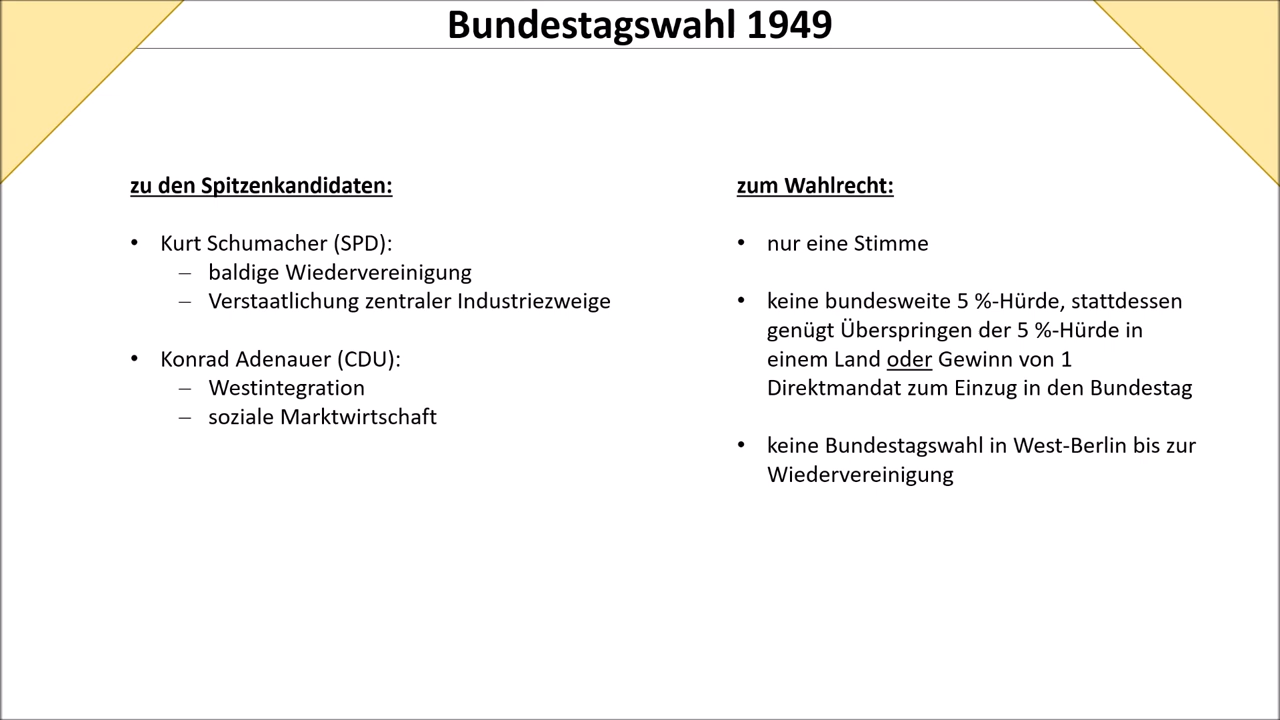 Bundestagswahl 1949
zu den Spitzenkandidaten:
• Kurt Schumacher (SPD):
– baldige Wiedervereinigung
– Verstaatlichung zentraler Industriezweige
• Konrad Adenauer (CDU):
– Westintegration
– soziale Marktwirtschaft
zum Wahlrecht:
• nur eine Stimme
• keine bundesweite 5 %-Hürde, stattdessen
genügt Überspringen der 5 %-Hürde in
einem Land oder Gewinn von 1
Direktmandat zum Einzug in den Bundestag
• keine Bundestagswahl in West-Berlin bis zur
Wiedervereinigung